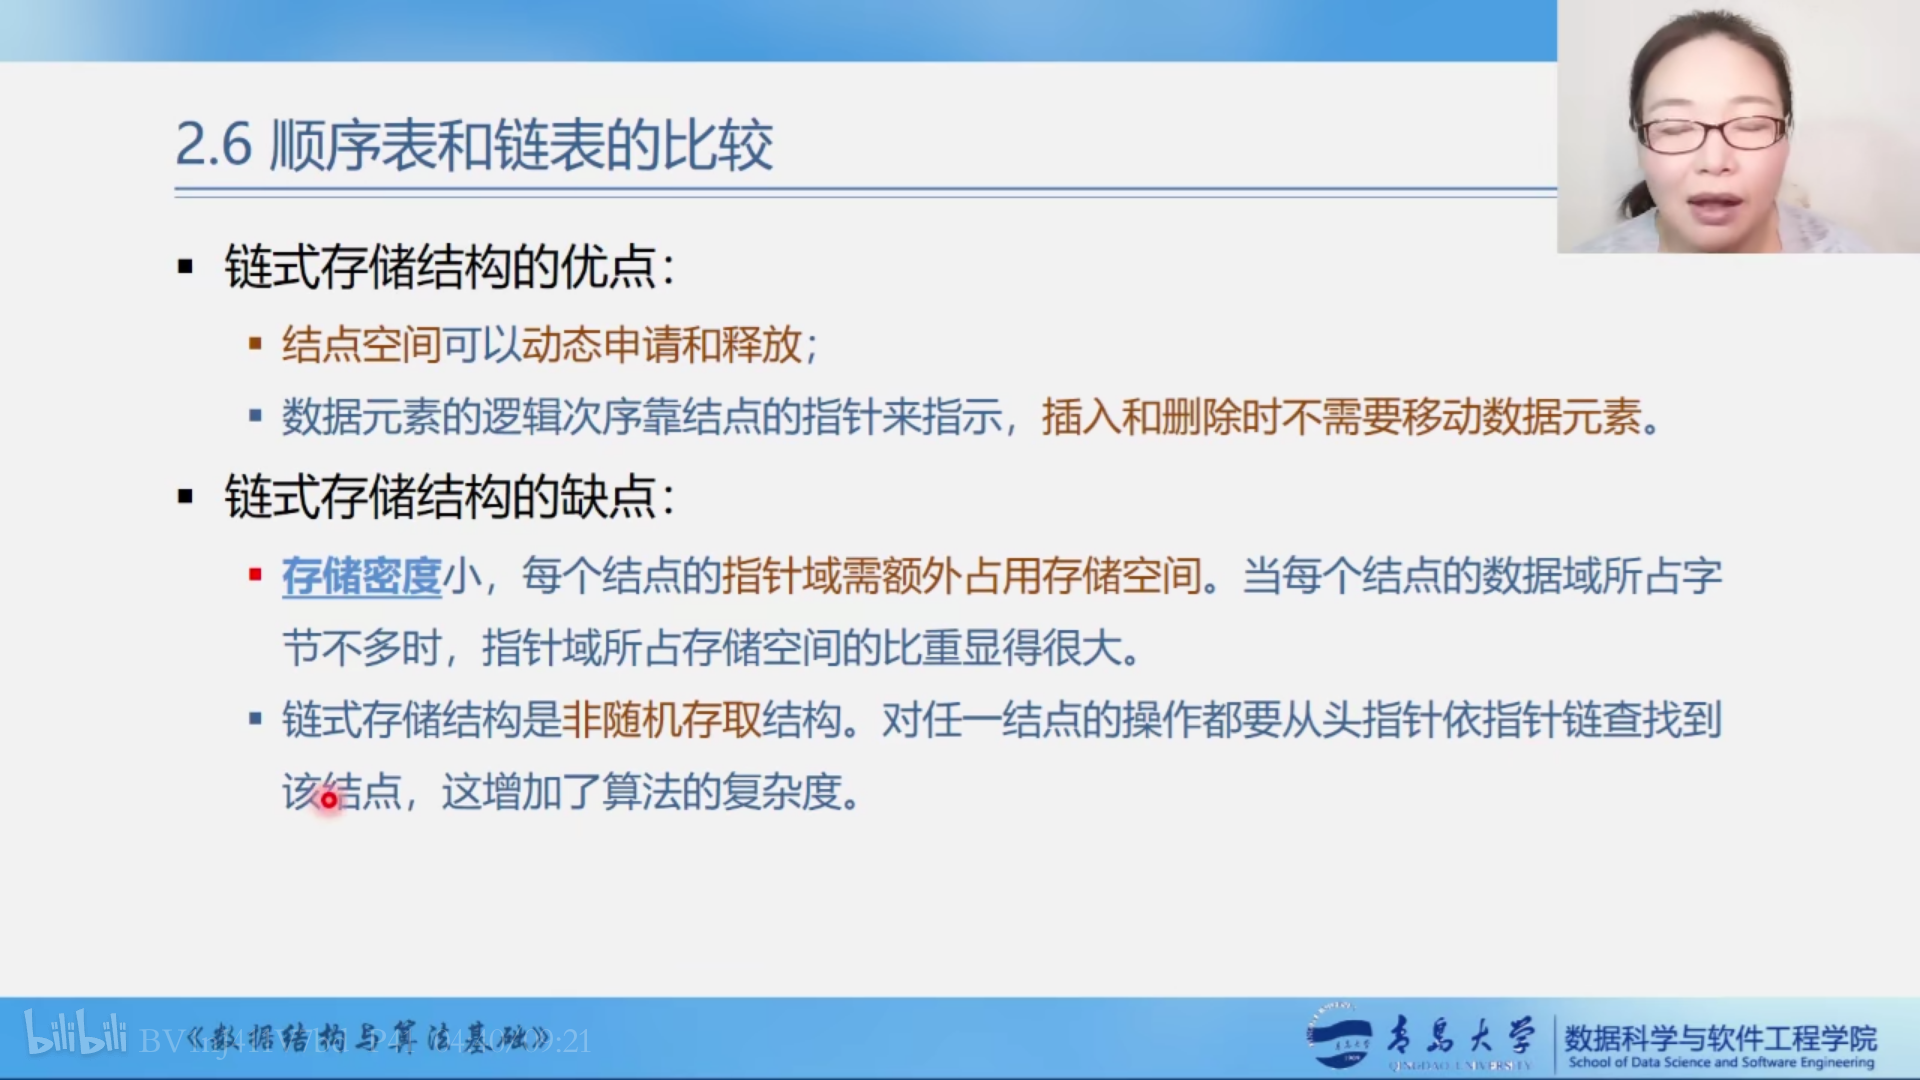 2.6 顺序表和链表的比较
▪ 链式存储结构的优点：
▪ 结点空间可以动态申请和释放；
▪ 数据元素的逻辑次序靠结点的指针来指示，插入和删除时不需要移动数据元素。
▪ 链式存储结构的缺点：
▪ 存储密度小，每个结点的指针域需额外占用存储空间。当每个结点的数据域所占字
节不多时，指针域所占存储空间的比重显得很大。
▪ 链式存储结构是非随机存取结构。对任一结点的操作都要从头指针依指针链查找到
该结点，这增加了算法的复杂度。
bilibili
《数据结构与算法基础》
青岛大学
QINGDAO UNIVERSITY
数据科学与软件工程学院
School of Data Science and Software Engineering